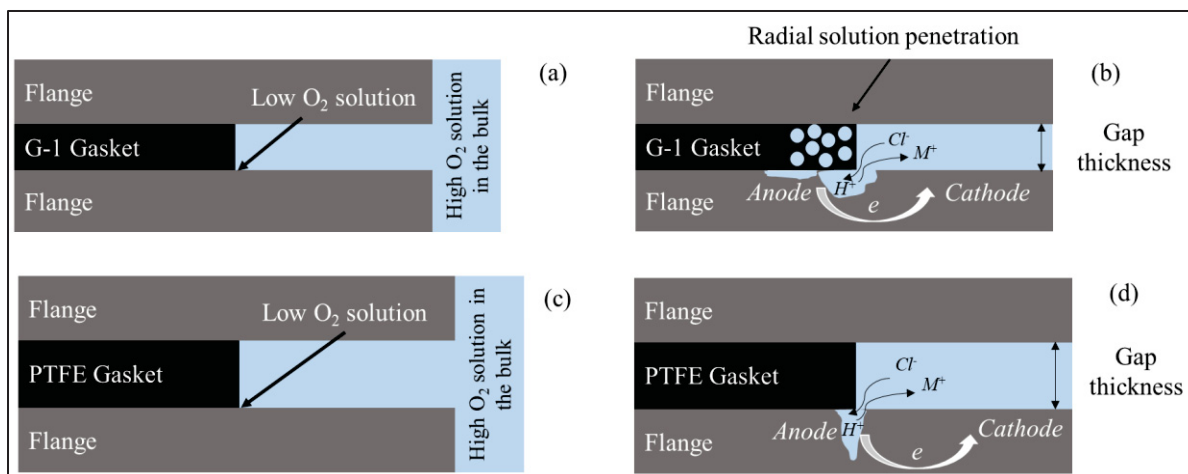 (a)
Flange
Low O₂ solution
G-1 Gasket
Flange
High O₂ solution
in the bulk
Radial solution penetration
(b)
Flange
G-1 Gasket
Cl⁻
M⁺
H⁺
Gap
thickness
Flange
Anode
e
Cathode
(c)
Flange
Low O₂ solution
PTFE Gasket
Flange
High O₂ solution in
the bulk
(d)
Flange
PTFE Gasket
Cl⁻
M⁺
H⁺
Gap
thickness
Flange
Anode
e
Cathode